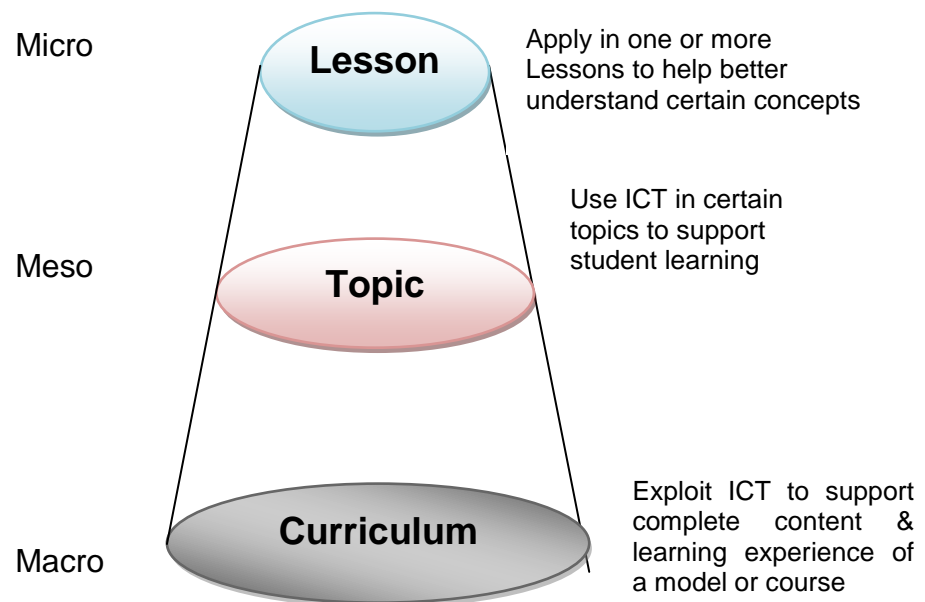 Micro
Lesson
Apply in one or more
Lessons to help better
understand certain concepts
Use ICT in certain
topics to support
student learning
Meso
Topic
Exploit ICT to support
complete content &
learning experience of
a model or course
Curriculum
Macro